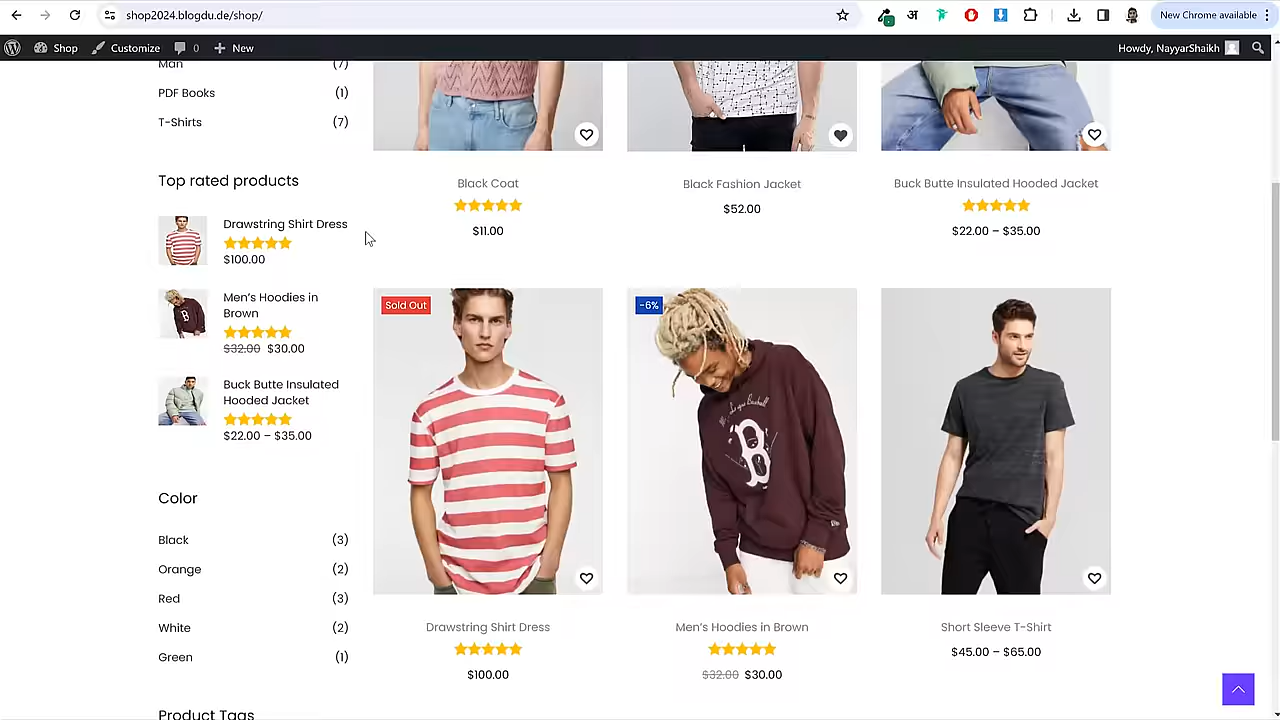 shop2024.blogdu.de/shop/
अ
New Chrome available
Shop
Customize
0
New
Howdy, NayyarShaikh
Man (7)
PDF Books (1)
T-Shirts (7)
Top rated products
Drawstring Shirt Dress
$100.00
Men's Hoodies in
Brown
$32.00 $30.00
Buck Butte Insulated
Hooded Jacket
$22.00 – $35.00
Color
Black (3)
Orange (2)
Red (3)
White (2)
Green (1)
Product Tags
Black Coat
$11.00
Black Fashion Jacket
$52.00
Buck Butte Insulated Hooded Jacket
$22.00 – $35.00
Sold Out
Drawstring Shirt Dress
$100.00
-6%
B
Men's Hoodies in Brown
$32.00 $30.00
Short Sleeve T-Shirt
$45.00 – $65.00